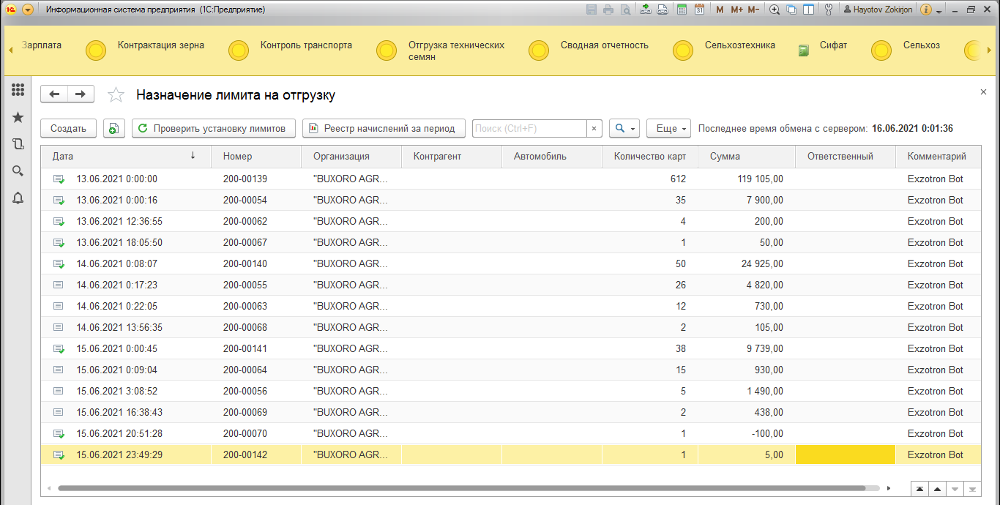 Информационная система предприятия (1С:Предприятие) M M+ M- Hayotov Zokirjon
Зарплата Контрактация зерна Контроль транспорта Отгрузка технических семян Сводная отчетность Сельхозтехника Сифат Сельхоз
Назначение лимита на отгрузку
Создать Проверить установку лимитов Реестр начислений за период Поиск (Ctrl+F) × Еще Последнее время обмена с сервером: 16.06.2021 0:01:36
Дата ↓ Номер Организация Контрагент Автомобиль Количество карт Сумма Ответственный Комментарий
13.06.2021 0:00:00 200-00139 "BUXORO AGR... 612 119 105,00 Exzotron Bot
13.06.2021 0:00:16 200-00054 "BUXORO AGR... 35 7 900,00 Exzotron Bot
13.06.2021 12:36:55 200-00062 "BUXORO AGR... 4 200,00 Exzotron Bot
13.06.2021 18:05:50 200-00067 "BUXORO AGR... 1 50,00 Exzotron Bot
14.06.2021 0:08:07 200-00140 "BUXORO AGR... 50 24 925,00 Exzotron Bot
14.06.2021 0:17:23 200-00055 "BUXORO AGR... 26 4 820,00 Exzotron Bot
14.06.2021 0:22:05 200-00063 "BUXORO AGR... 12 730,00 Exzotron Bot
14.06.2021 13:56:35 200-00068 "BUXORO AGR... 2 105,00 Exzotron Bot
15.06.2021 0:00:45 200-00141 "BUXORO AGR... 38 9 739,00 Exzotron Bot
15.06.2021 0:09:04 200-00064 "BUXORO AGR... 15 930,00 Exzotron Bot
15.06.2021 3:08:52 200-00056 "BUXORO AGR... 5 1 490,00 Exzotron Bot
15.06.2021 16:38:43 200-00069 "BUXORO AGR... 2 438,00 Exzotron Bot
15.06.2021 20:51:28 200-00070 "BUXORO AGR... 1 -100,00 Exzotron Bot
15.06.2021 23:49:29 200-00142 "BUXORO AGR... 1 5,00 Exzotron Bot